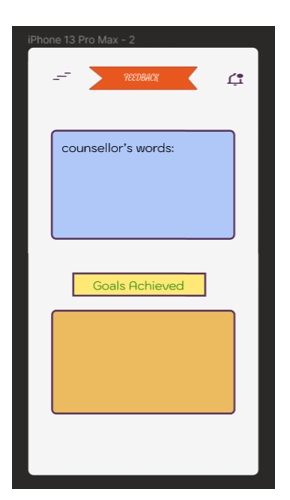 iPhone 13 Pro Max - 2
FEEDBACK
counsellor's words:
Goals Achieved